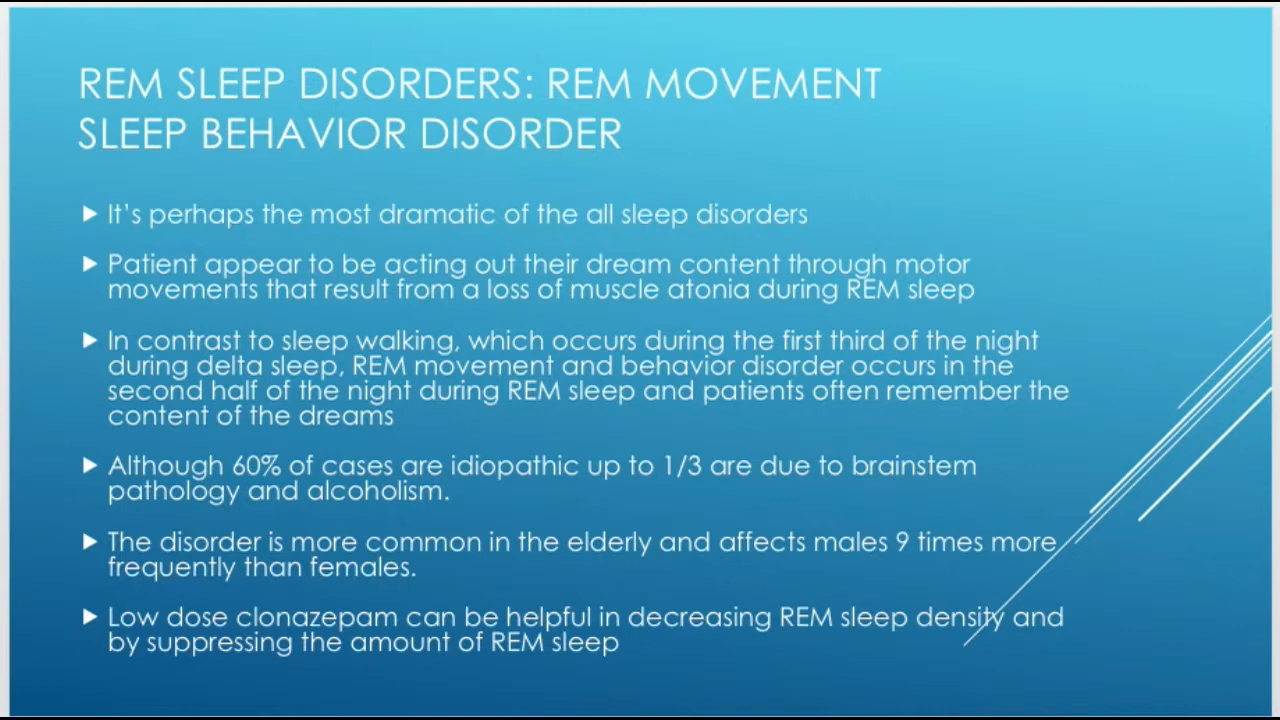 REM SLEEP DISORDERS: REM MOVEMENT
SLEEP BEHAVIOR DISORDER
It's perhaps the most dramatic of the all sleep disorders
Patient appear to be acting out their dream content through motor
movements that result from a loss of muscle atonia during REM sleep
In contrast to sleep walking, which occurs during the first third of the night
during delta sleep, REM movement and behavior disorder occurs in the
second half of the night during REM sleep and patients often remember the
content of the dreams
Although 60% of cases are idiopathic up to 1/3 are due to brainstem
pathology and alcoholism.
The disorder is more common in the elderly and affects males 9 times more
frequently than females.
Low dose clonazepam can be helpful in decreasing REM sleep density and
by suppressing the amount of REM sleep